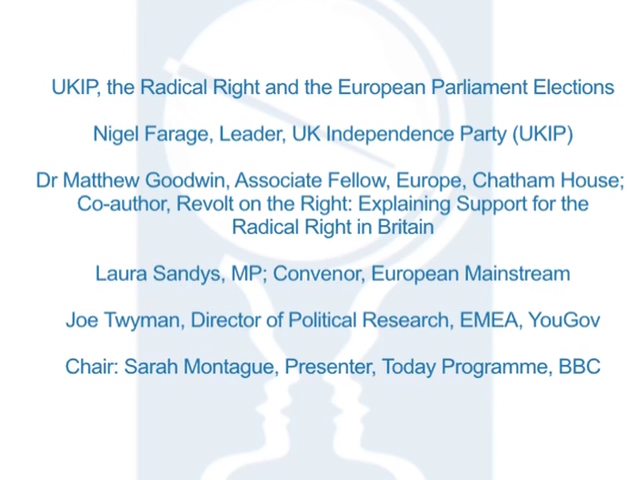 UKIP, the Radical Right and the European Parliament Elections
Nigel Farage, Leader, UK Independence Party (UKIP)
Dr Matthew Goodwin, Associate Fellow, Europe, Chatham House;
Co-author, Revolt on the Right: Explaining Support for the
Radical Right in Britain
Laura Sandys, MP; Convenor, European Mainstream
Joe Twyman, Director of Political Research, EMEA, YouGov
Chair: Sarah Montague, Presenter, Today Programme, BBC